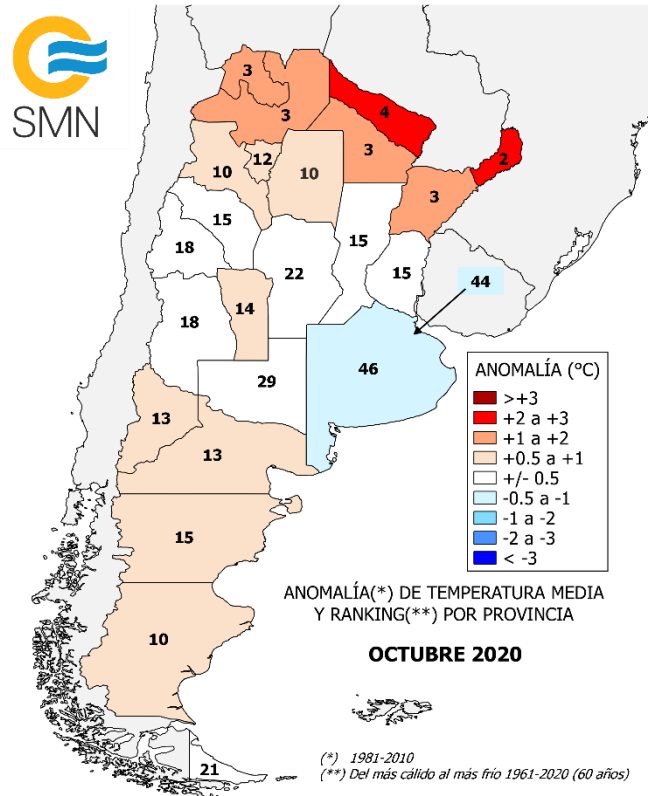 SMN
3
3
4
3
2
10
12
10
3
15
18
15
15
44
22
18
14
29
46
13
13
15
10
21
ANOMALÍA (°C)
>+3
+2 a +3
+1 a +2
+0.5 a +1
+/- 0.5
-0.5 a -1
-1 a -2
-2 a -3
< -3
ANOMALÍA(*) DE TEMPERATURA MEDIA
Y RANKING(**) POR PROVINCIA
OCTUBRE 2020
(*) 1981-2010
(**) Del más cálido al más frío 1961-2020 (60 años)